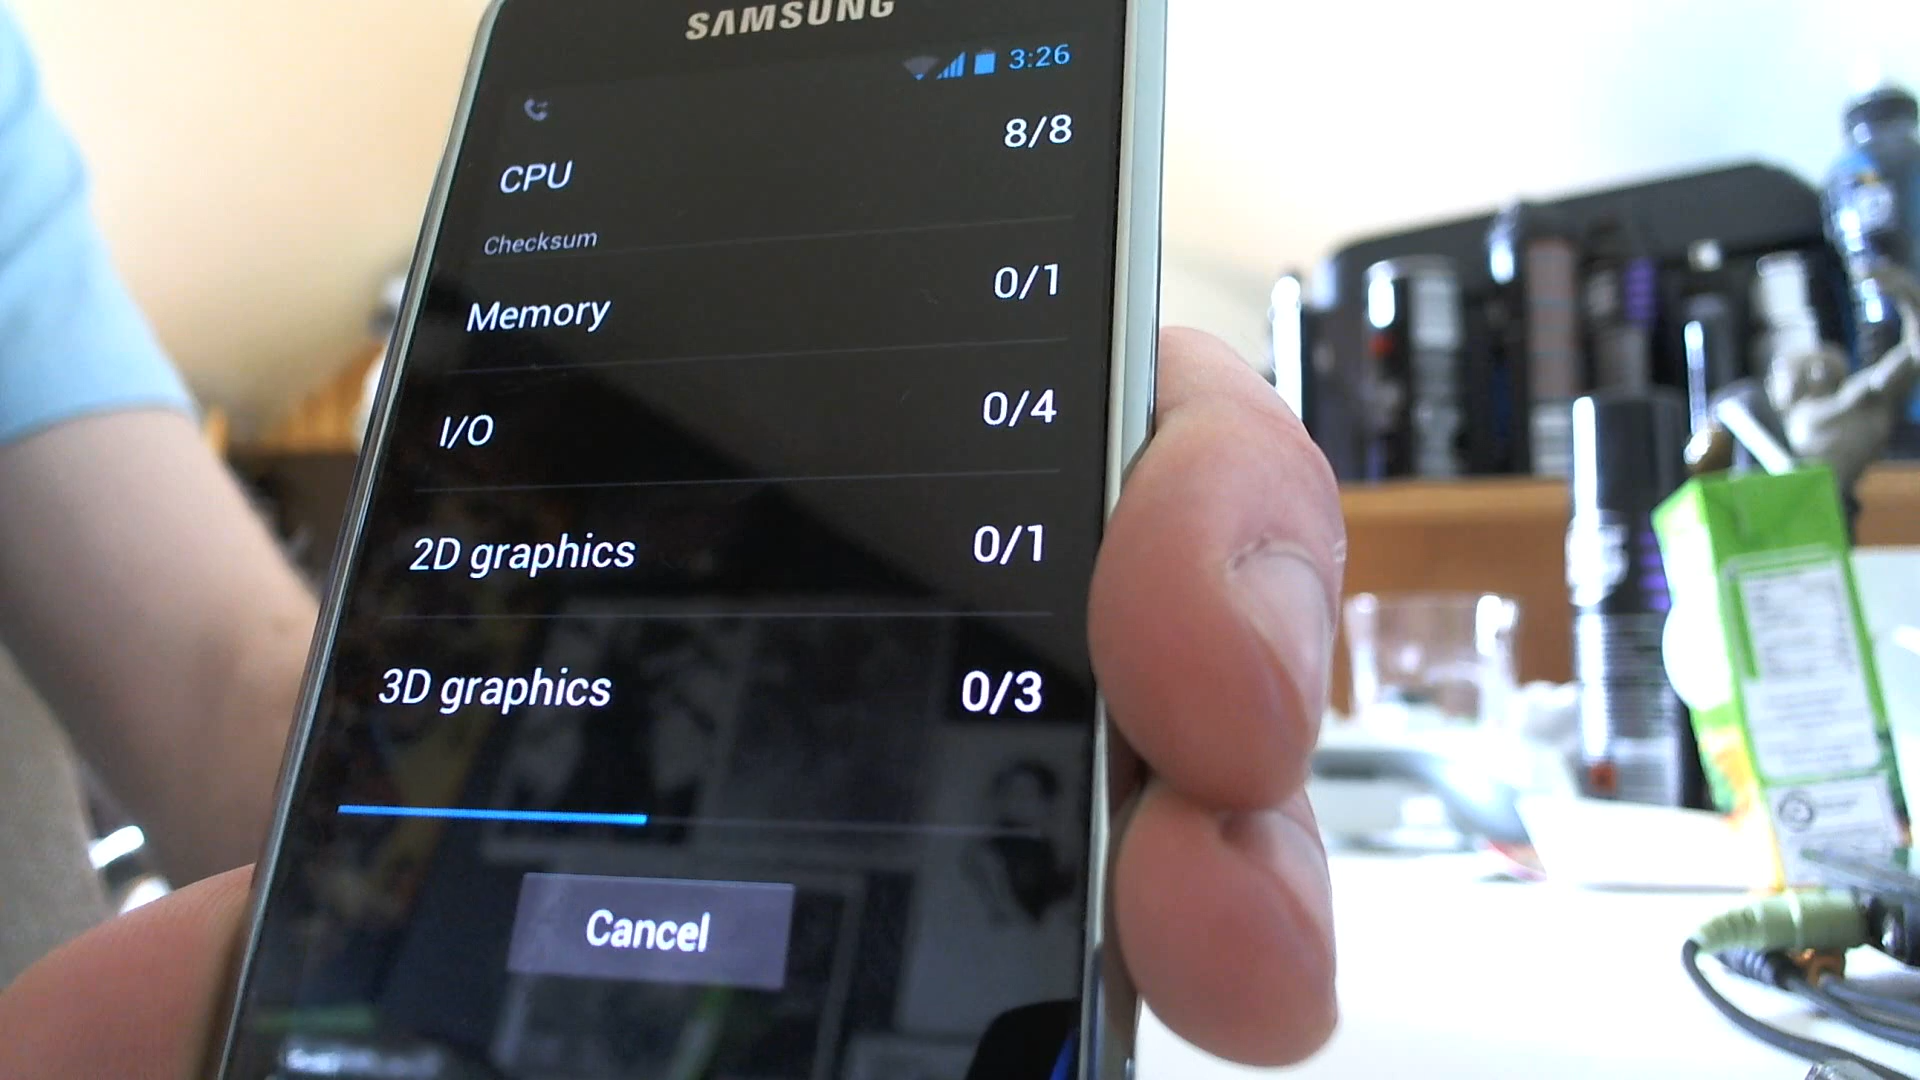 SAMSUNG
3:26
CPU 8/8
Checksum
Memory 0/1
I/O 0/4
2D graphics 0/1
3D graphics 0/3
Cancel